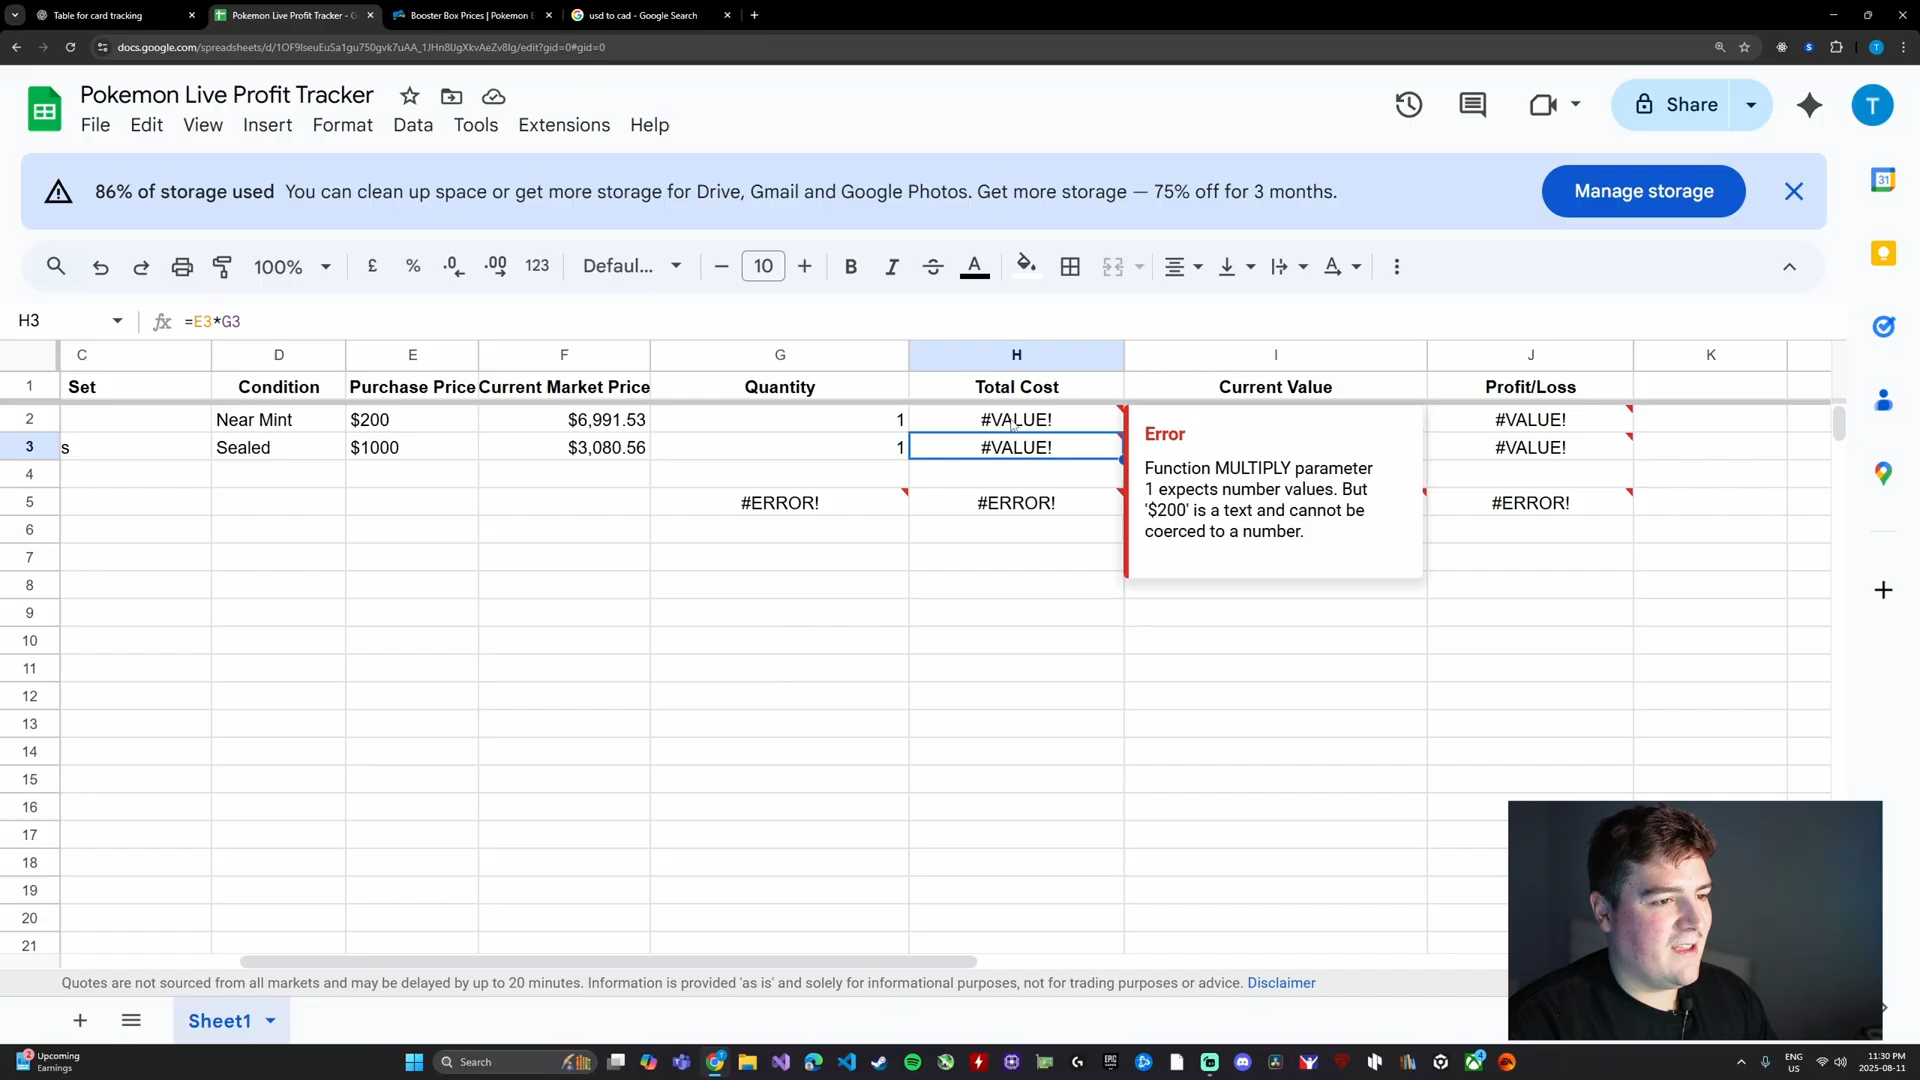 Table for card tracking
Pokemon Live Profit Tracker - G
Booster Box Prices | Pokemon E
usd to cad - Google Search
docs.google.com/spreadsheets/d/1OF9lseuEuSa1gu750gvk7uAA_1JHn8lJgXkvAeZv8Ig/edit?gid=0#gid=0
Pokemon Live Profit Tracker
Share
T
File Edit View Insert Format Data Tools Extensions Help
86% of storage used You can clean up space or get more storage for Drive, Gmail and Google Photos. Get more storage — 75% off for 3 months.
Manage storage
31
100% £ % .0 .00 123 Defaul... 10 B I A
H3 fx =E3*G3
C D E F G H I J K
1 Set Condition Purchase Price Current Market Price Quantity Total Cost Current Value Profit/Loss
2 Near Mint $200 $6,991.53 1 #VALUE! #VALUE!
3 s Sealed $1000 $3,080.56 1 #VALUE! #VALUE!
4
5 #ERROR! #ERROR! #ERROR!
Error
Function MULTIPLY parameter
1 expects number values. But
'$200' is a text and cannot be
coerced to a number.
6
7
8
9
10
11
12
13
14
15
16
17
18
19
20
21
Quotes are not sourced from all markets and may be delayed by up to 20 minutes. Information is provided 'as is' and solely for informational purposes, not for trading purposes or advice. Disclaimer
Sheet1
2 Upcoming
Earnings
Search
ENG
US
11:30 PM
2025-08-11